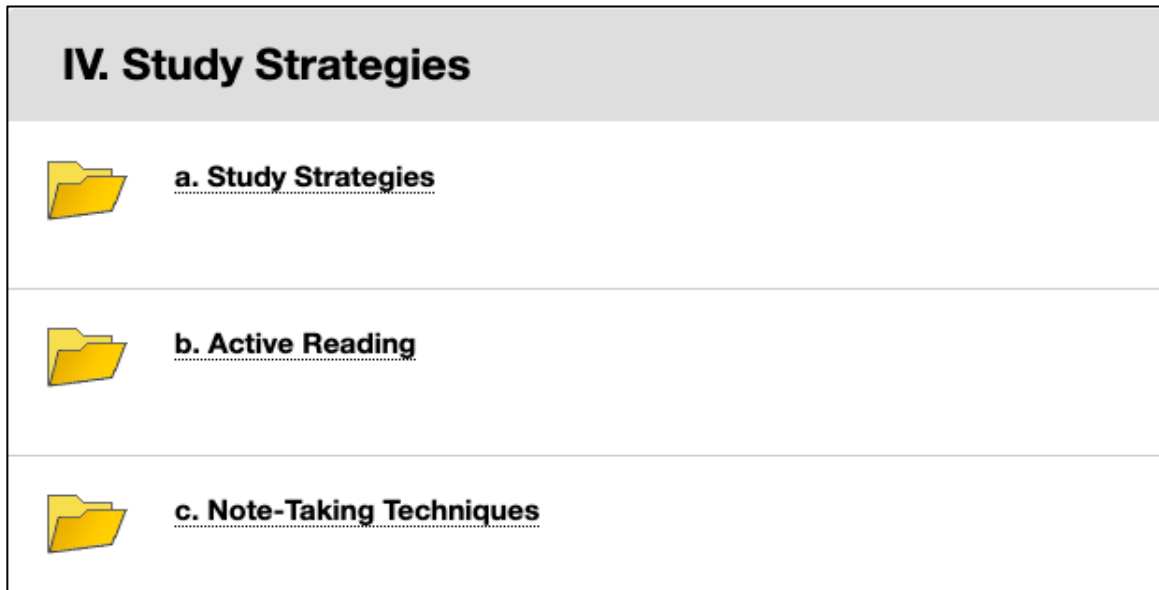 IV. Study Strategies
a. Study Strategies
b. Active Reading
c. Note-Taking Techniques